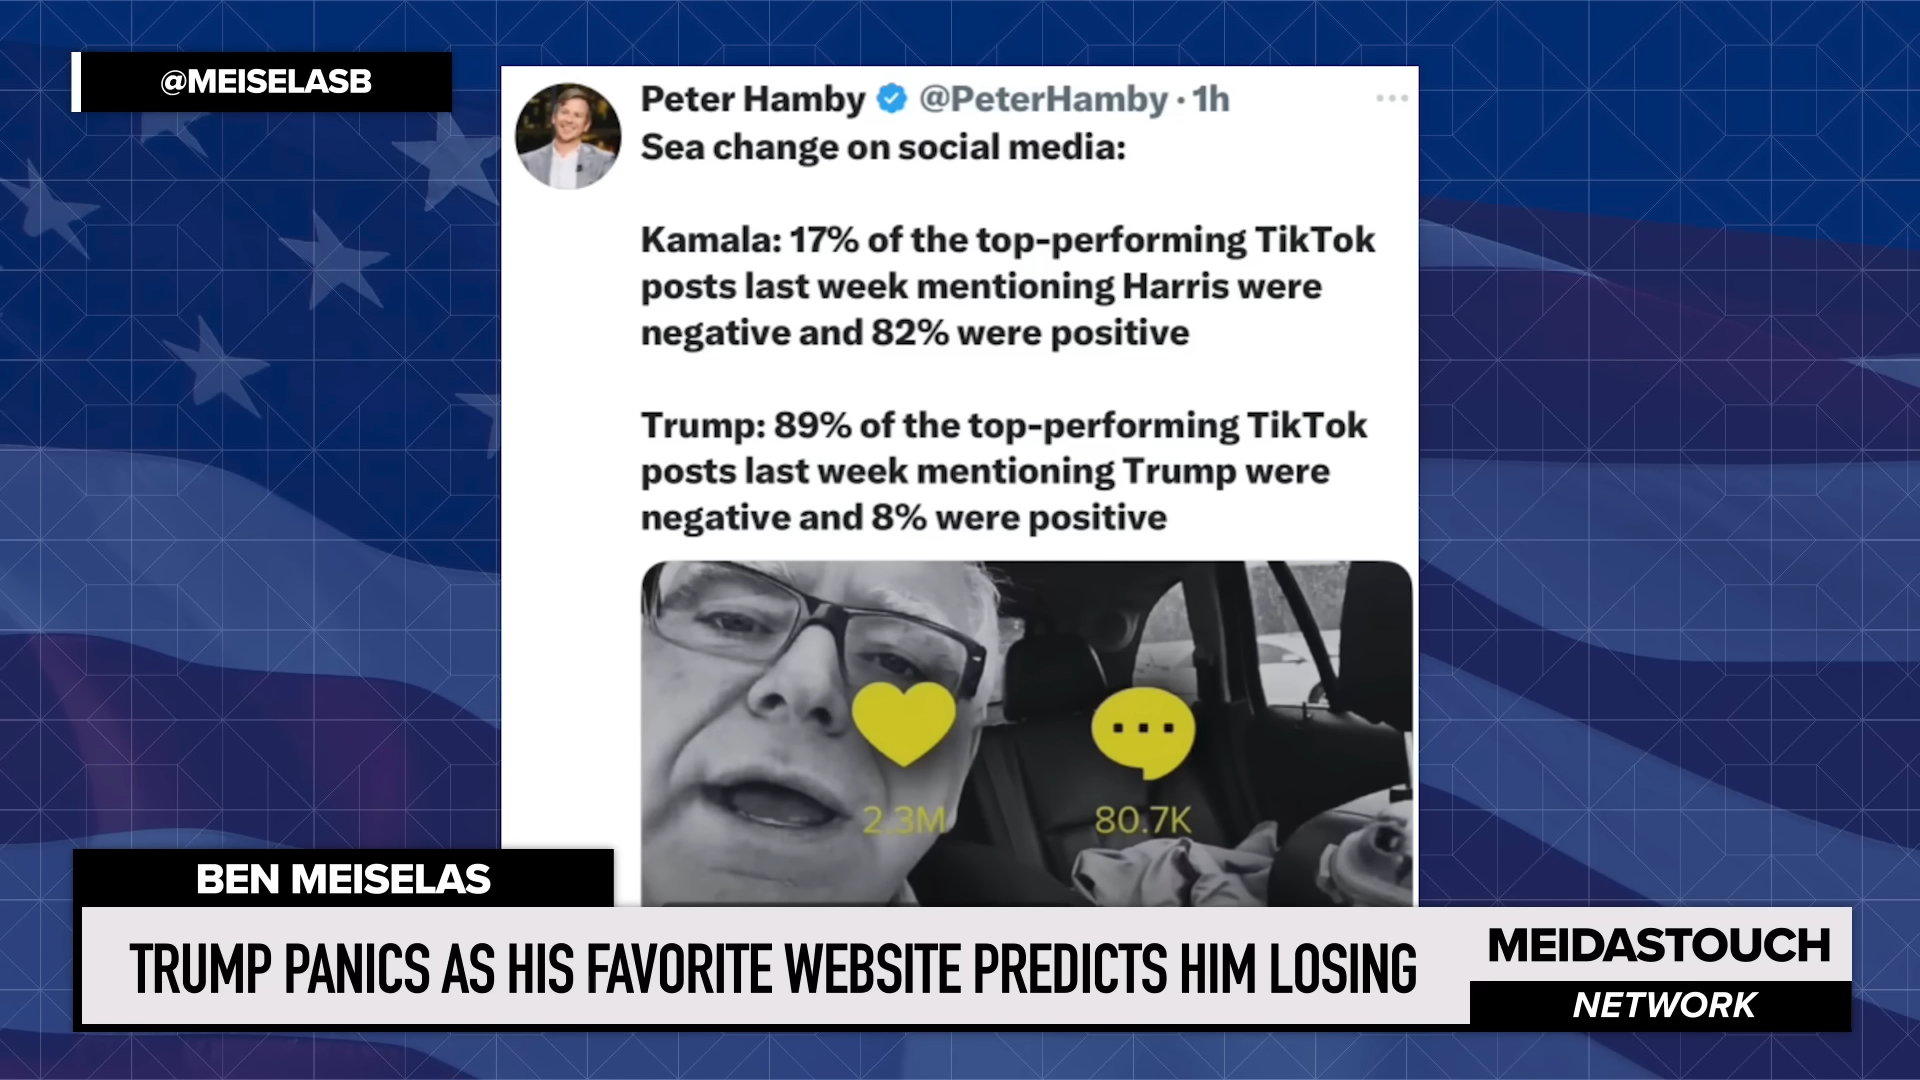 @MEISELASB
Peter Hamby @PeterHamby · 1h
Sea change on social media:
Kamala: 17% of the top-performing TikTok
posts last week mentioning Harris were
negative and 82% were positive
Trump: 89% of the top-performing TikTok
posts last week mentioning Trump were
negative and 8% were positive
2.3M
80.7K
BEN MEISELAS
TRUMP PANICS AS HIS FAVORITE WEBSITE PREDICTS HIM LOSING
MEIDASTOUCH
NETWORK